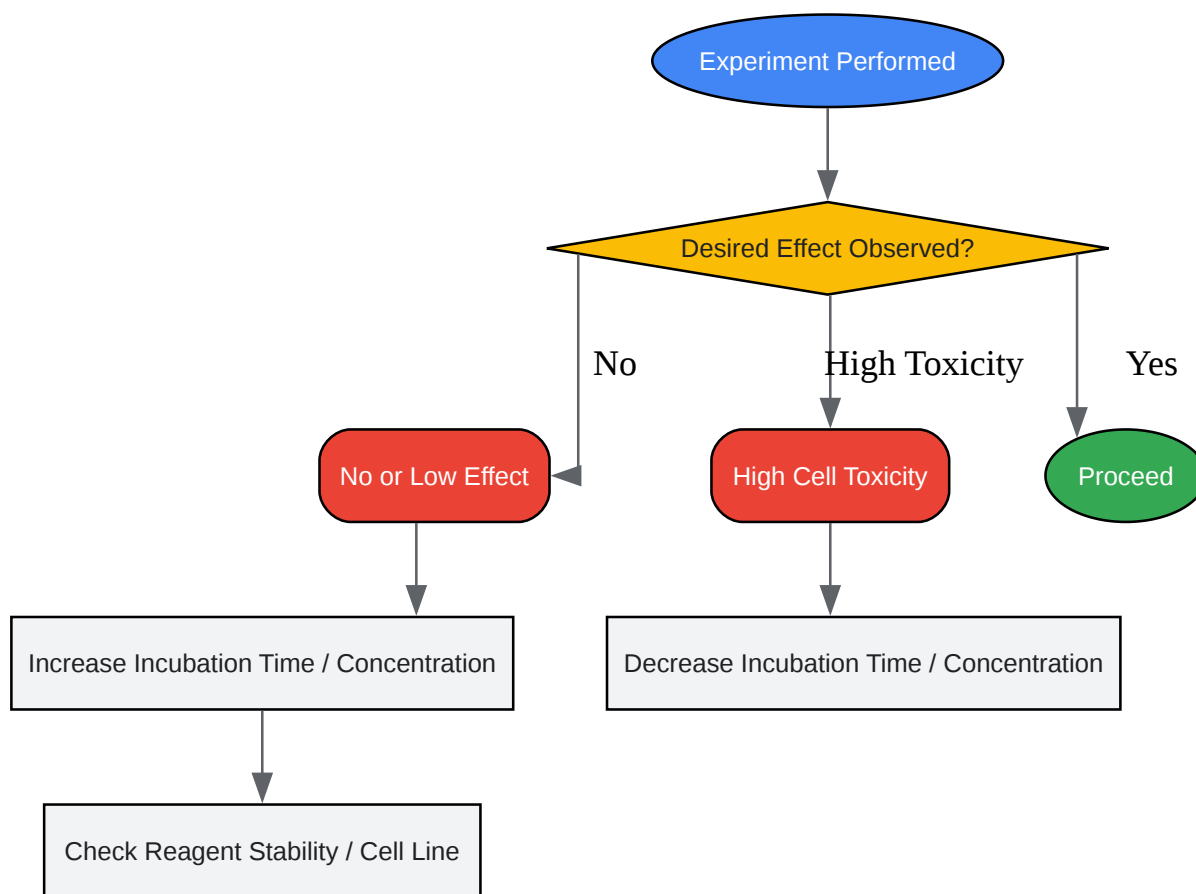 Experiment Performed
Desired Effect Observed?
No
High Toxicity
Yes
No or Low Effect
High Cell Toxicity
Proceed
Increase Incubation Time / Concentration
Decrease Incubation Time / Concentration
Check Reagent Stability / Cell Line